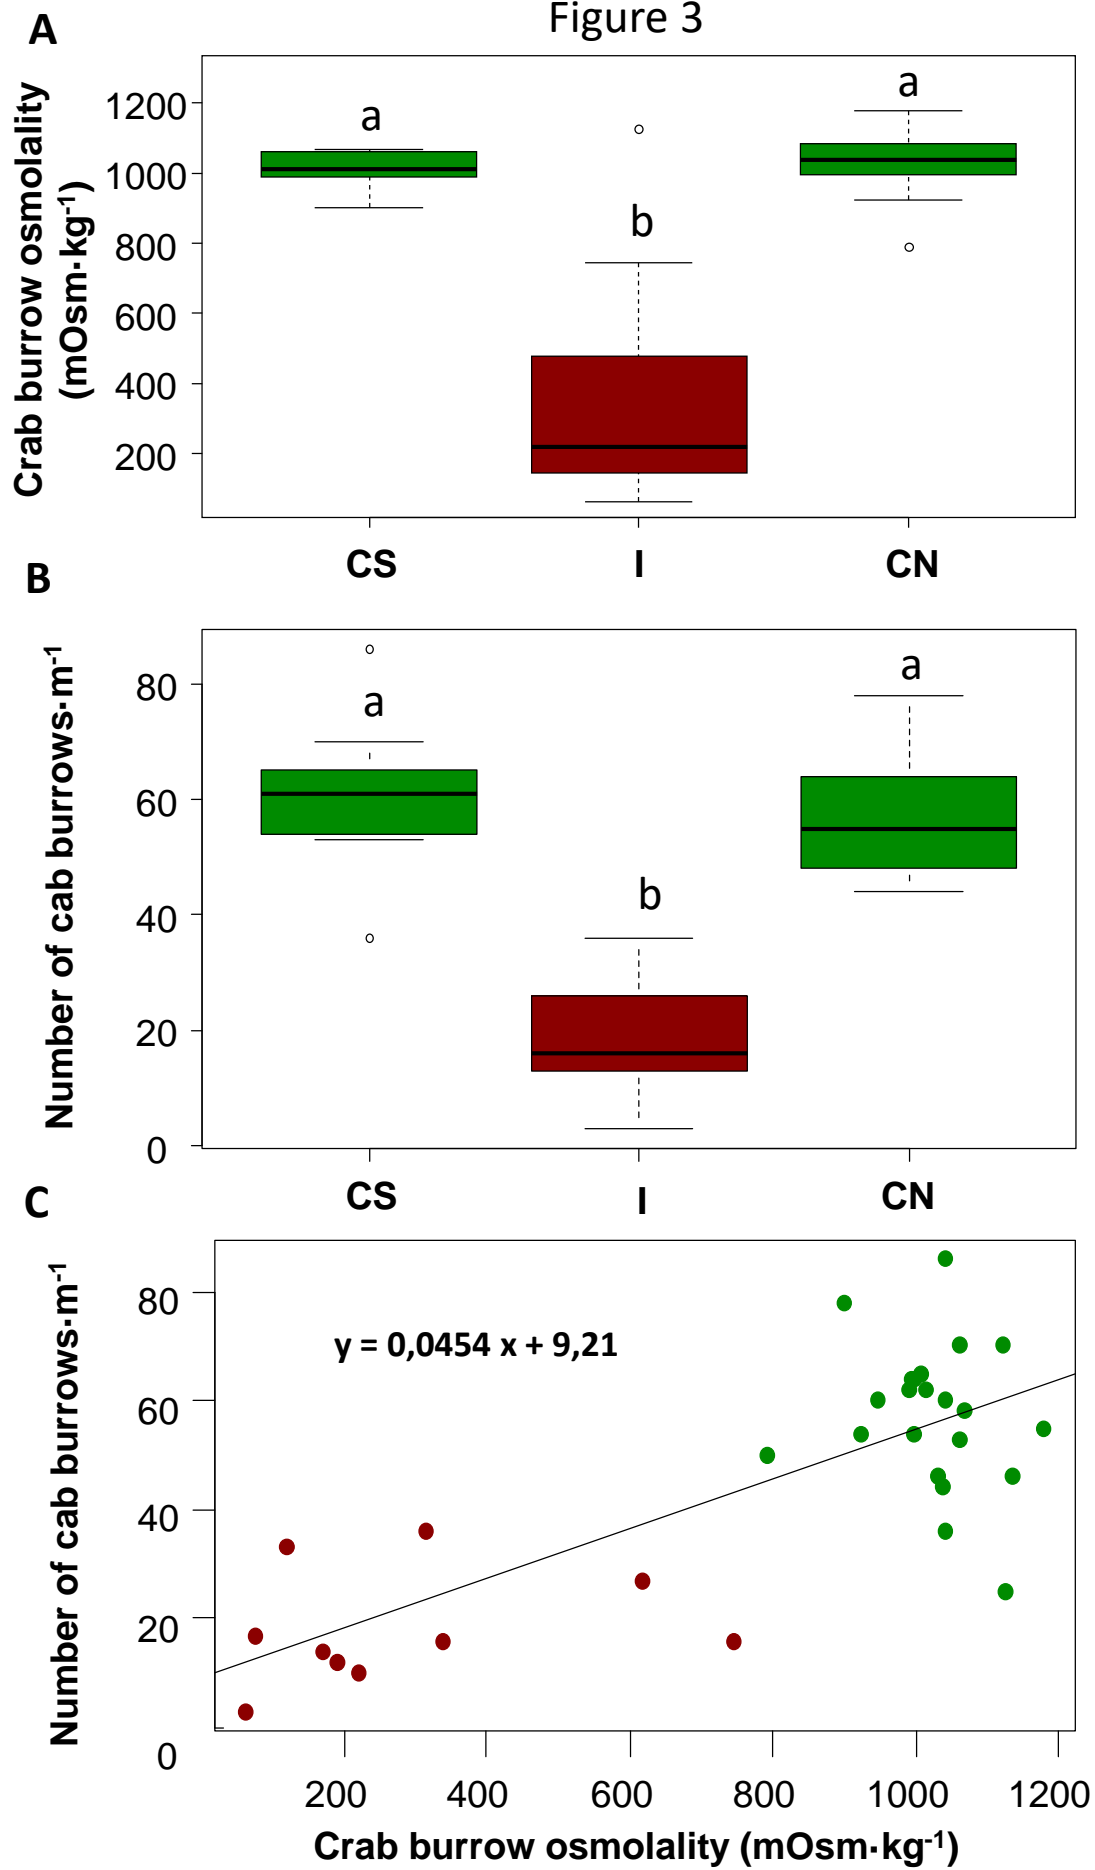 Figure 3
A
Crab burrow osmolality
(mOsm·kg-1)
1200
1000
800
600
400
200
a
b
a
CS I CN
B
Number of cab burrows·m-1
80
60
40
20
0
a
b
a
CS I CN
C
Number of cab burrows·m-1
80
60
40
20
0
y = 0,0454 x + 9,21
200 400 600 800 1000 1200
Crab burrow osmolality (mOsm·kg-1)